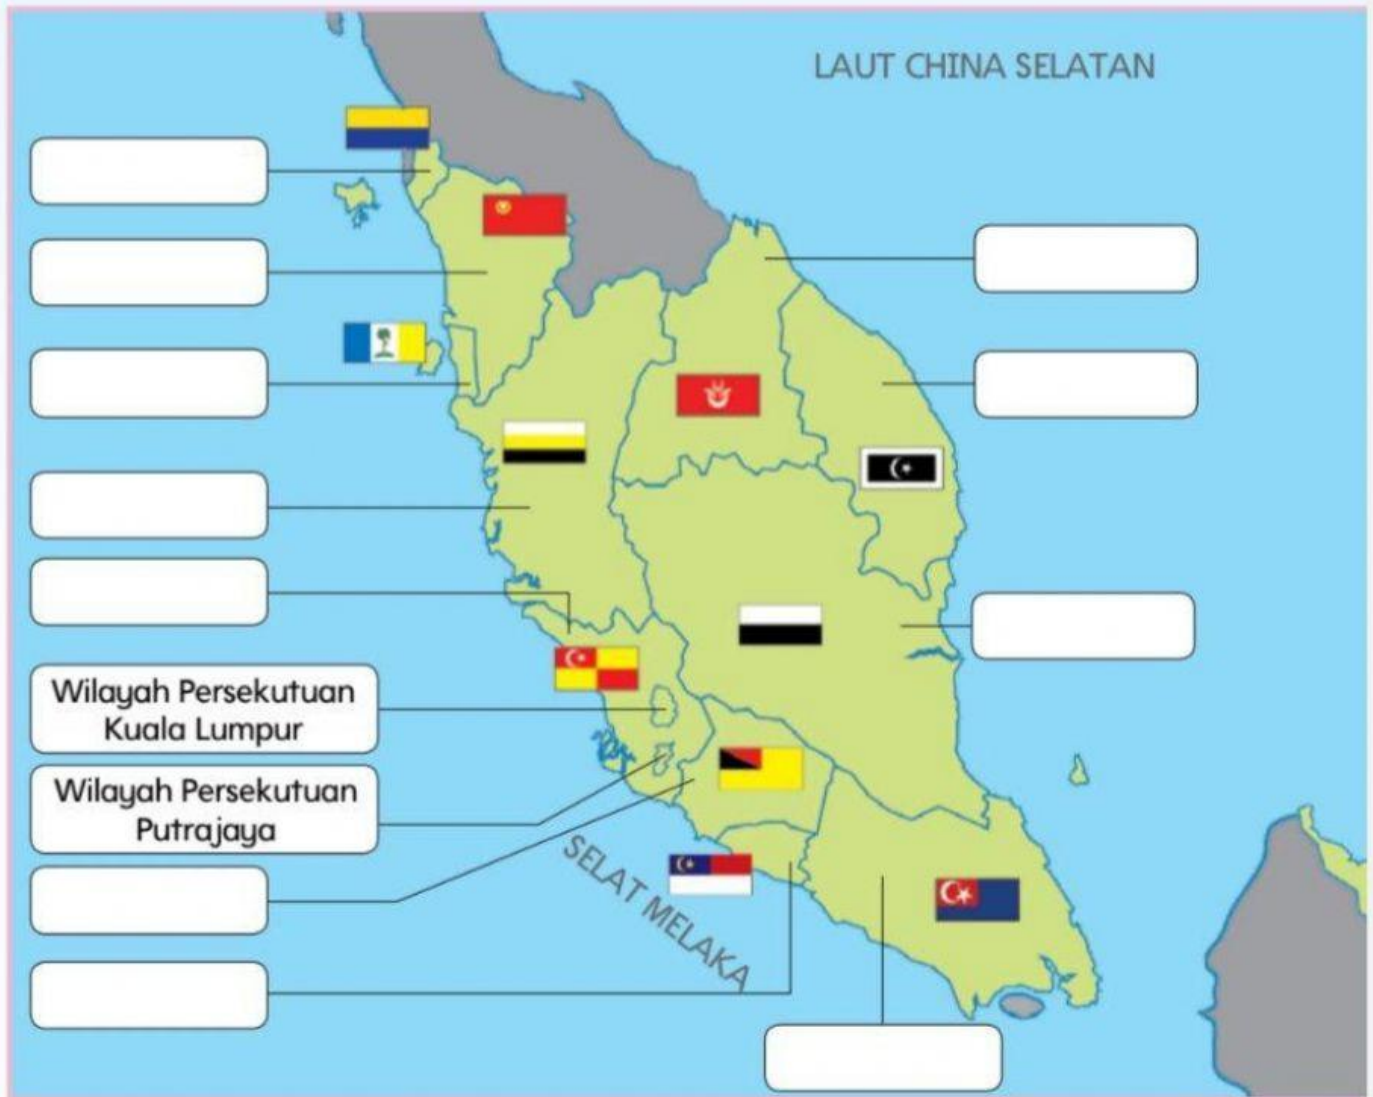 LAUT CHINA SELATAN
Wilayah Persekutuan
Kuala Lumpur
Wilayah Persekutuan
Putrajaya
SELAT MELAKA